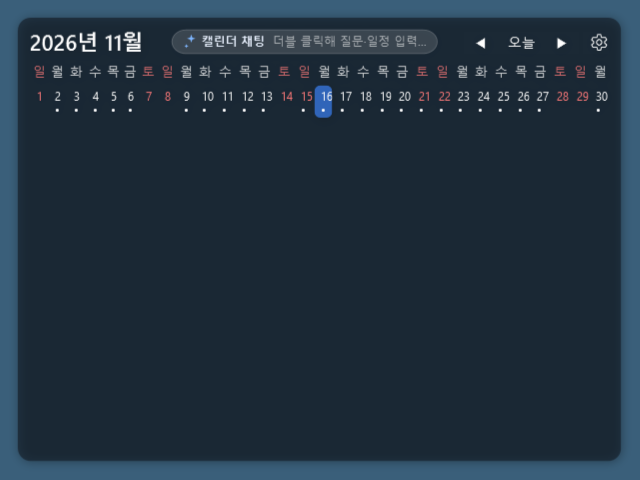 2026년 11월 캘린더 채팅 더블 클릭해 질문·일정 입력... ◀ 오늘 ▶
일 월 화 수 목 금 토 일 월 화 수 목 금 토 일 월 화 수 목 금 토 일 월 화 수 목 금 토 일 월
1 2 3 4 5 6 7 8 9 10 11 12 13 14 15 16 17 18 19 20 21 22 23 24 25 26 27 28 29 30